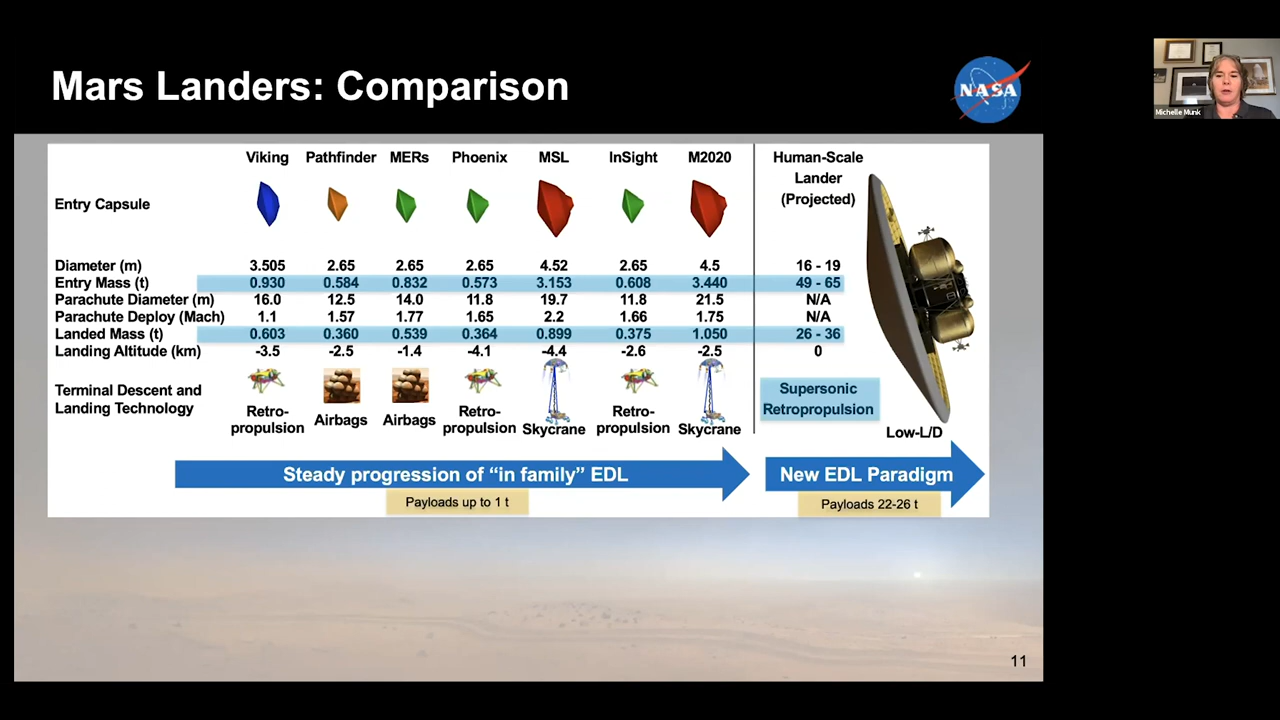 Mars Landers: Comparison
NASA
Michelle Munk
Viking Pathfinder MERs Phoenix MSL InSight M2020 Human-Scale
Lander
(Projected)
Entry Capsule
Diameter (m) 3.505 2.65 2.65 2.65 4.52 2.65 4.5 16 - 19
Entry Mass (t) 0.930 0.584 0.832 0.573 3.153 0.608 3.440 49 - 65
Parachute Diameter (m) 16.0 12.5 14.0 11.8 19.7 11.8 21.5 N/A
Parachute Deploy (Mach) 1.1 1.57 1.77 1.65 2.2 1.66 1.75 N/A
Landed Mass (t) 0.603 0.360 0.539 0.364 0.899 0.375 1.050 26 - 36
Landing Altitude (km) -3.5 -2.5 -1.4 -4.1 -4.4 -2.6 -2.5 0
Terminal Descent and
Landing Technology
Retro-
propulsion
Airbags
Airbags
Retro-
propulsion
Skycrane
Retro-
propulsion
Skycrane
Supersonic
Retropropulsion
Low-L/D
Steady progression of “in family” EDL
New EDL Paradigm
Payloads up to 1 t
Payloads 22-26 t
11